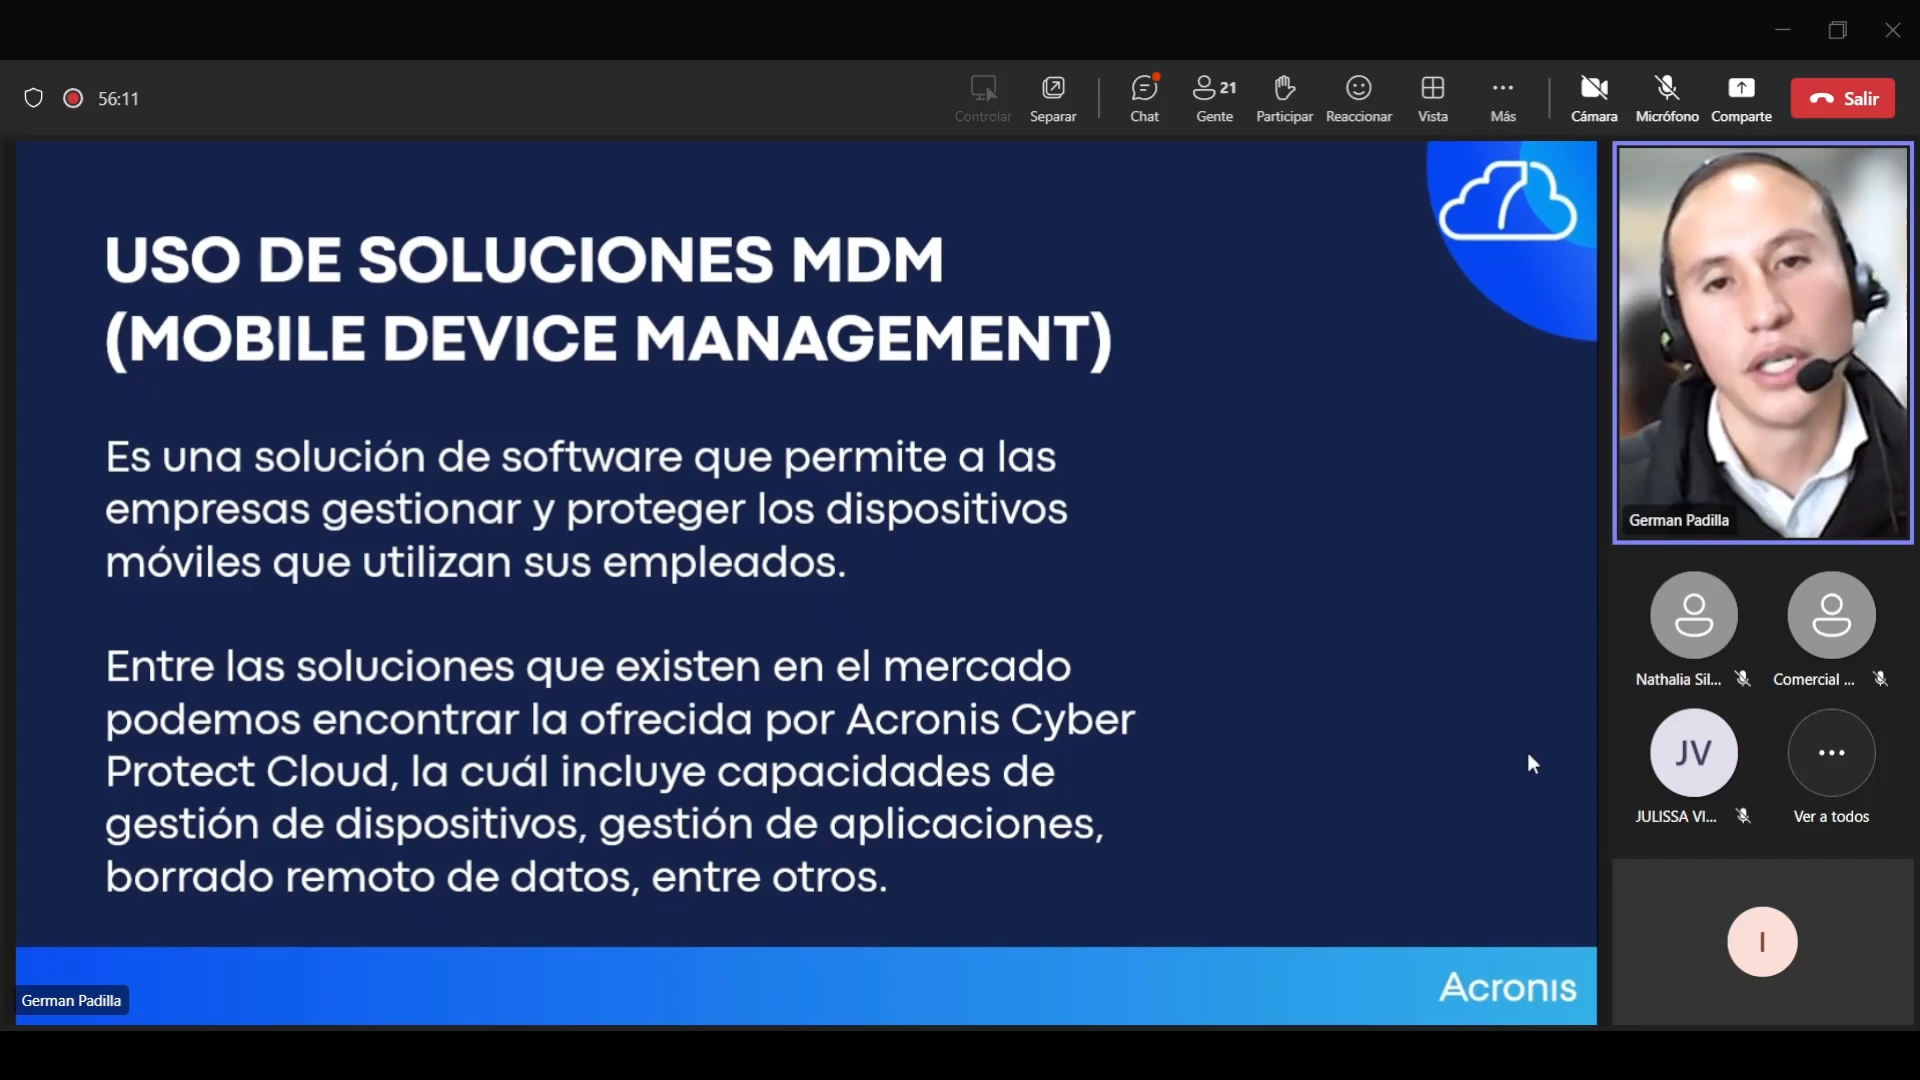 56:11
Controlar
Separar
Chat
21
Gente
Participar
Reaccionar
Vista
Más
Cámara
Micrófono
Comparte
Salir
USO DE SOLUCIONES MDM
(MOBILE DEVICE MANAGEMENT)
Es una solución de software que permite a las
empresas gestionar y proteger los dispositivos
móviles que utilizan sus empleados.
Entre las soluciones que existen en el mercado
podemos encontrar la ofrecida por Acronis Cyber
Protect Cloud, la cuál incluye capacidades de
gestión de dispositivos, gestión de aplicaciones,
borrado remoto de datos, entre otros.
Acronis
German Padilla
German Padilla
Nathalia Sil...
Comercial ...
JV
JULISSA VI...
Ver a todos
I